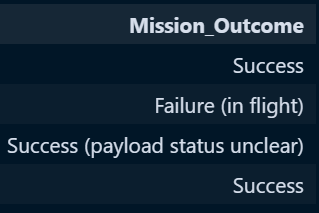 Mission_Outcome
Success
Failure (in flight)
Success (payload status unclear)
Success